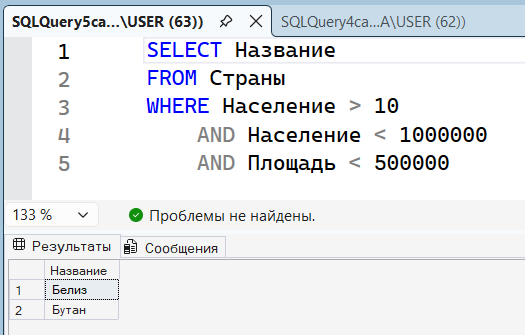 SQLQuery5ca...\USER (63))
SQLQuery4ca...A\USER (62))
1 SELECT Название
2 FROM Страны
3 WHERE Население > 10
4 AND Население < 1000000
5 AND Площадь < 500000
133 %
Проблемы не найдены.
Результаты
Сообщения
Название
1 Белиз
2 Бутан